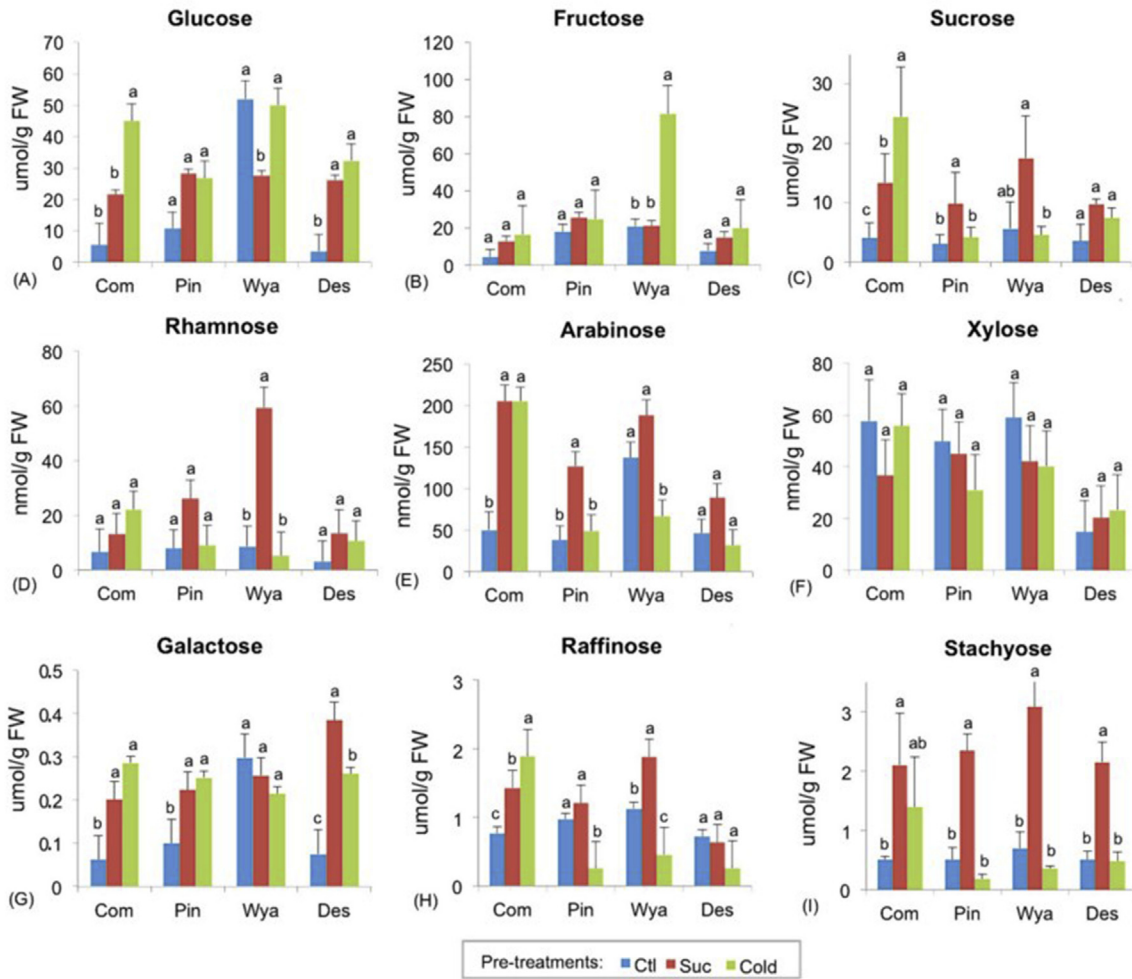 Glucose
Fructose
Sucrose
70
60
50
40
30
20
10
0
umol/g FW
a
b
b
b
a
a
a
b
a
b
a
a
(A)
Com Pin Wya Des
120
100
80
60
40
20
0
umol/g FW
a
a
a
a
a
a
b
b
a
a
a
a
(B)
Com Pin Wya Des
30
20
10
0
umol/g FW
c
b
a
b
a
b
ab
a
b
a
a
a
(C)
Com Pin Wya Des
Rhamnose
Arabinose
Xylose
80
60
40
20
0
nmol/g FW
a
a
a
a
a
a
b
a
b
a
a
a
(D)
Com Pin Wya Des
250
200
150
100
50
0
nmol/g FW
b
a
a
b
a
b
a
a
b
a
a
a
(E)
Com Pin Wya Des
80
60
40
20
0
nmol/g FW
a
a
a
a
a
a
a
a
a
a
a
a
(F)
Com Pin Wya Des
Galactose
Raffinose
Stachyose
0.5
0.4
0.3
0.2
0.1
0
umol/g FW
b
a
a
b
a
a
a
a
a
c
a
b
(G)
Com Pin Wya Des
3
2
1
0
umol/g FW
c
b
a
a
a
b
b
a
c
a
a
a
(H)
Com Pin Wya Des
3
2
1
0
umol/g FW
b
a
ab
b
a
b
b
a
b
b
a
b
(I)
Com Pin Wya Des
Pre-treatments: Ctl Suc Cold